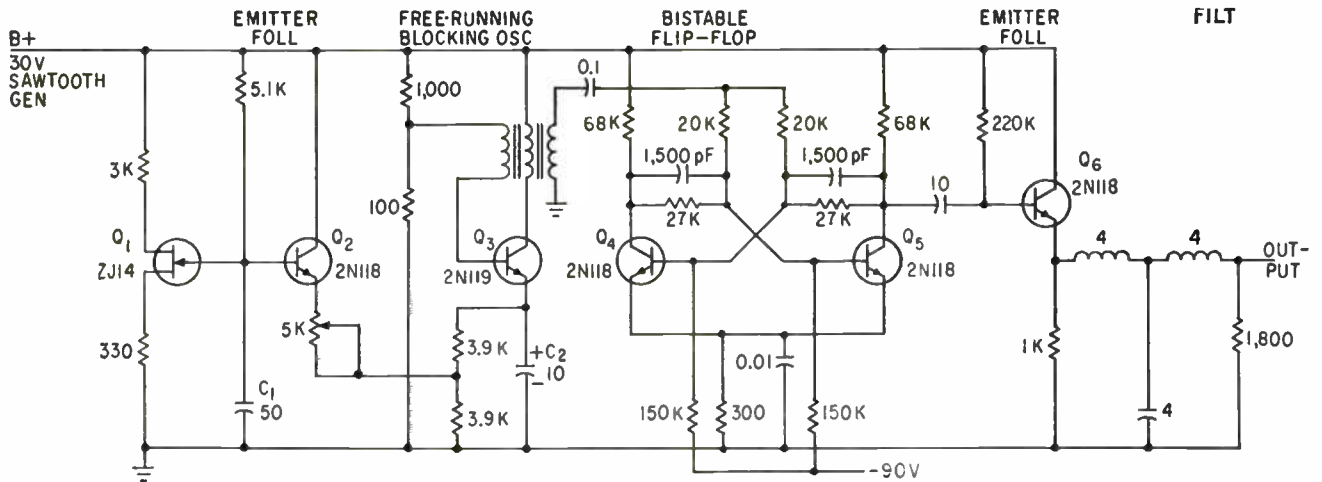 B+
30V
SAWTOOTH
GEN
EMITTER
FOLL
FREE-RUNNING
BLOCKING OSC
BISTABLE
FLIP-FLOP
EMITTER
FOLL
FILT
5.1K
1,000
0.1
68K
20K
20K
68K
220K
3K
1,500 pF
1,500 pF
Q6
2N118
100
27K
27K
10
Q1
2J14
Q2
2N118
Q3
2N119
Q4
2N118
Q5
2N118
4
4
OUT-
PUT
5K
330
3.9K
+C2
-10
0.01
1K
1,800
C1
50
3.9K
150K
300
150K
4
-90V